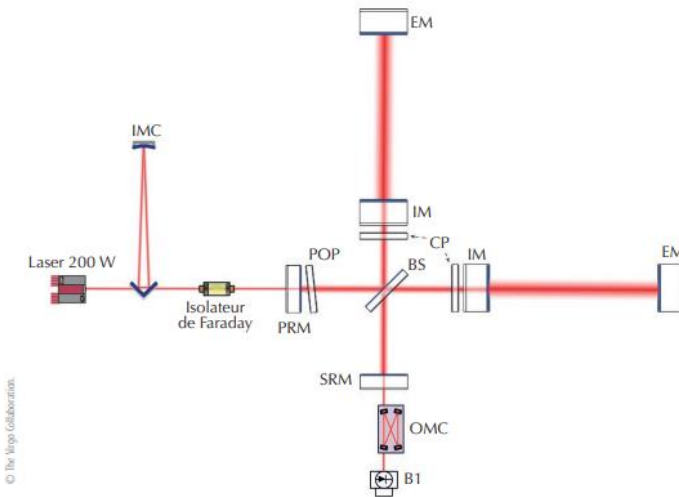 EM
IMC
IM
CP
POP
BS
IM
EM
Laser 200 W
Isolateur
de Faraday
PRM
SRM
OMC
B1
© The Virgo Collaboration.